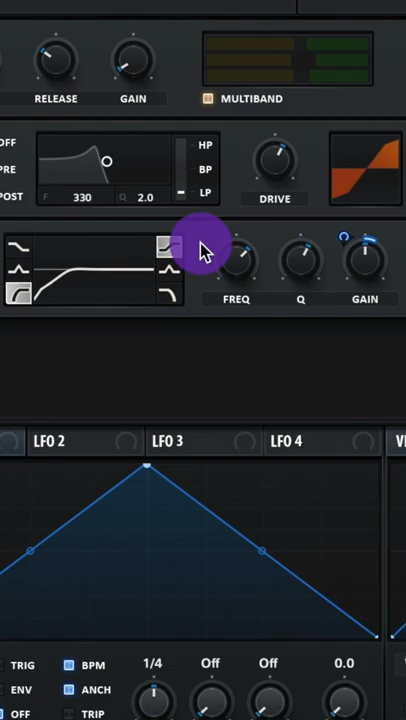 RELEASE GAIN
MULTIBAND
OFF
PRE
POST
F 330 Q 2.0
HP
BP
LP
DRIVE
FREQ Q GAIN
LFO 2 LFO 3 LFO 4
TRIG BPM 1/4 Off Off 0.0
ENV ANCH
OFF TRIP